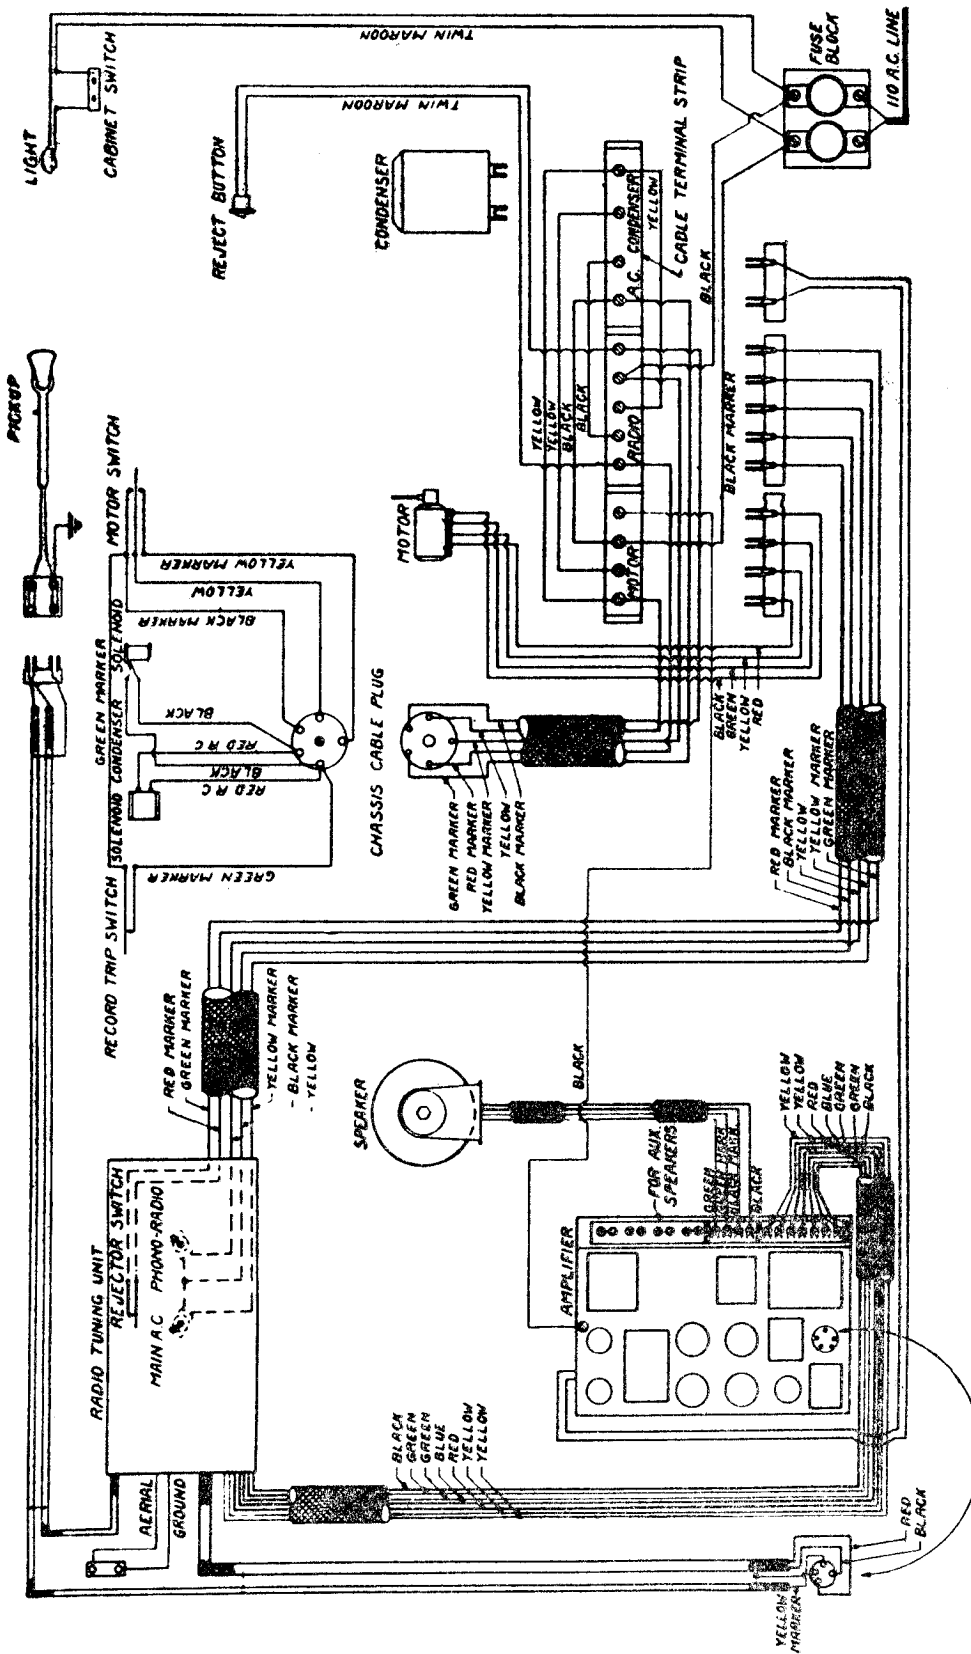 LIGHT
CABINET SWITCH
TWIN MAROON
REJECT BUTTON
TWIN MAROON
CONDENSER
FUSE
BLOCK
110 A.C. LINE
CABLE TERMINAL STRIP
CONDENSER
A.C.
RADIO
MOTOR
YELLOW
BLACK
YELLOW
YELLOW
BLACK
BLACK
BLACK MARKER
PICKUP
MOTOR SWITCH
SOLENOID
GREEN MARKER
SOLENOID CONDENSER
RECORD TRIP SWITCH
YELLOW MARKER
YELLOW
BLACK MARKER
BLACK
RED R C
BLACK
RED R C
GREEN MARKER
MOTOR
CHASSIS CABLE PLUG
GREEN MARKER
RED MARKER
YELLOW MARKER
YELLOW
BLACK MARKER
BLACK
GREEN
YELLOW
RED
RED MARKER
BLACK MARKER
YELLOW
YELLOW MARKER
GREEN MARKER
RED MARKER
GREEN MARKER
YELLOW MARKER
- BLACK MARKER
- YELLOW
SPEAKER
BLACK
RADIO TUNING UNIT
REJECTOR SWITCH
MAIN A.C
PHONO-RADIO
AERIAL
GROUND
AMPLIFIER
FOR AUX.
SPEAKERS
GREEN
GREEN MARK
BLACK MARK
BLACK
YELLOW
YELLOW
RED
BLUE
GREEN
GREEN
BLACK
BLACK
GREEN
GREEN
BLUE
RED
YELLOW
YELLOW
RED
BLACK
YELLOW
MARKER